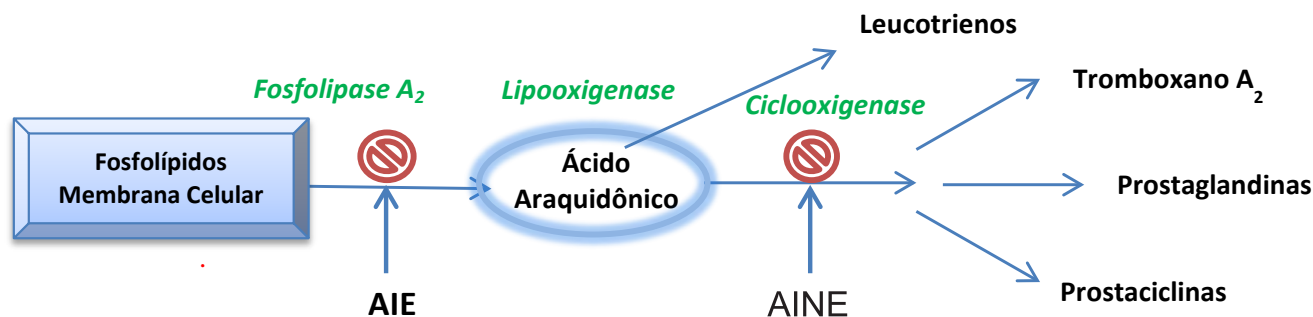 Leucotrienos
Fosfolipase A2
Lipooxigenase
Ciclooxigenase
Tromboxano A2
Fosfolípidos
Membrana Celular
Ácido
Araquidônico
Prostaglandinas
AIE
AINE
Prostaciclinas